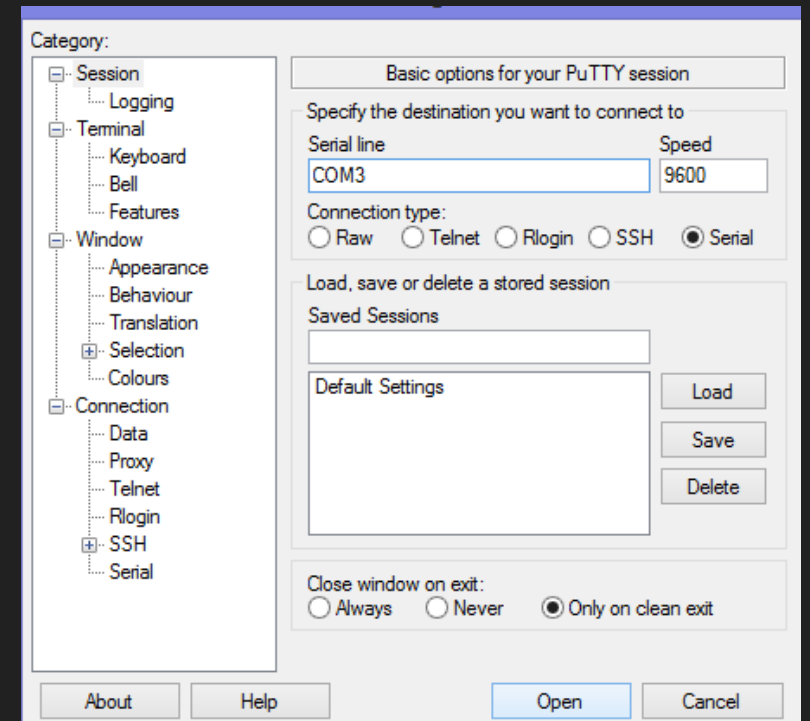 Category:
Session
Logging
Terminal
Keyboard
Bell
Features
Window
Appearance
Behaviour
Translation
Selection
Colours
Connection
Data
Proxy
Telnet
Rlogin
SSH
Serial
Basic options for your PuTTY session
Specify the destination you want to connect to
Serial line Speed
COM3 9600
Connection type:
Raw Telnet Rlogin SSH Serial
Load, save or delete a stored session
Saved Sessions
Default Settings
Load
Save
Delete
Close window on exit:
Always Never Only on clean exit
About Help Open Cancel